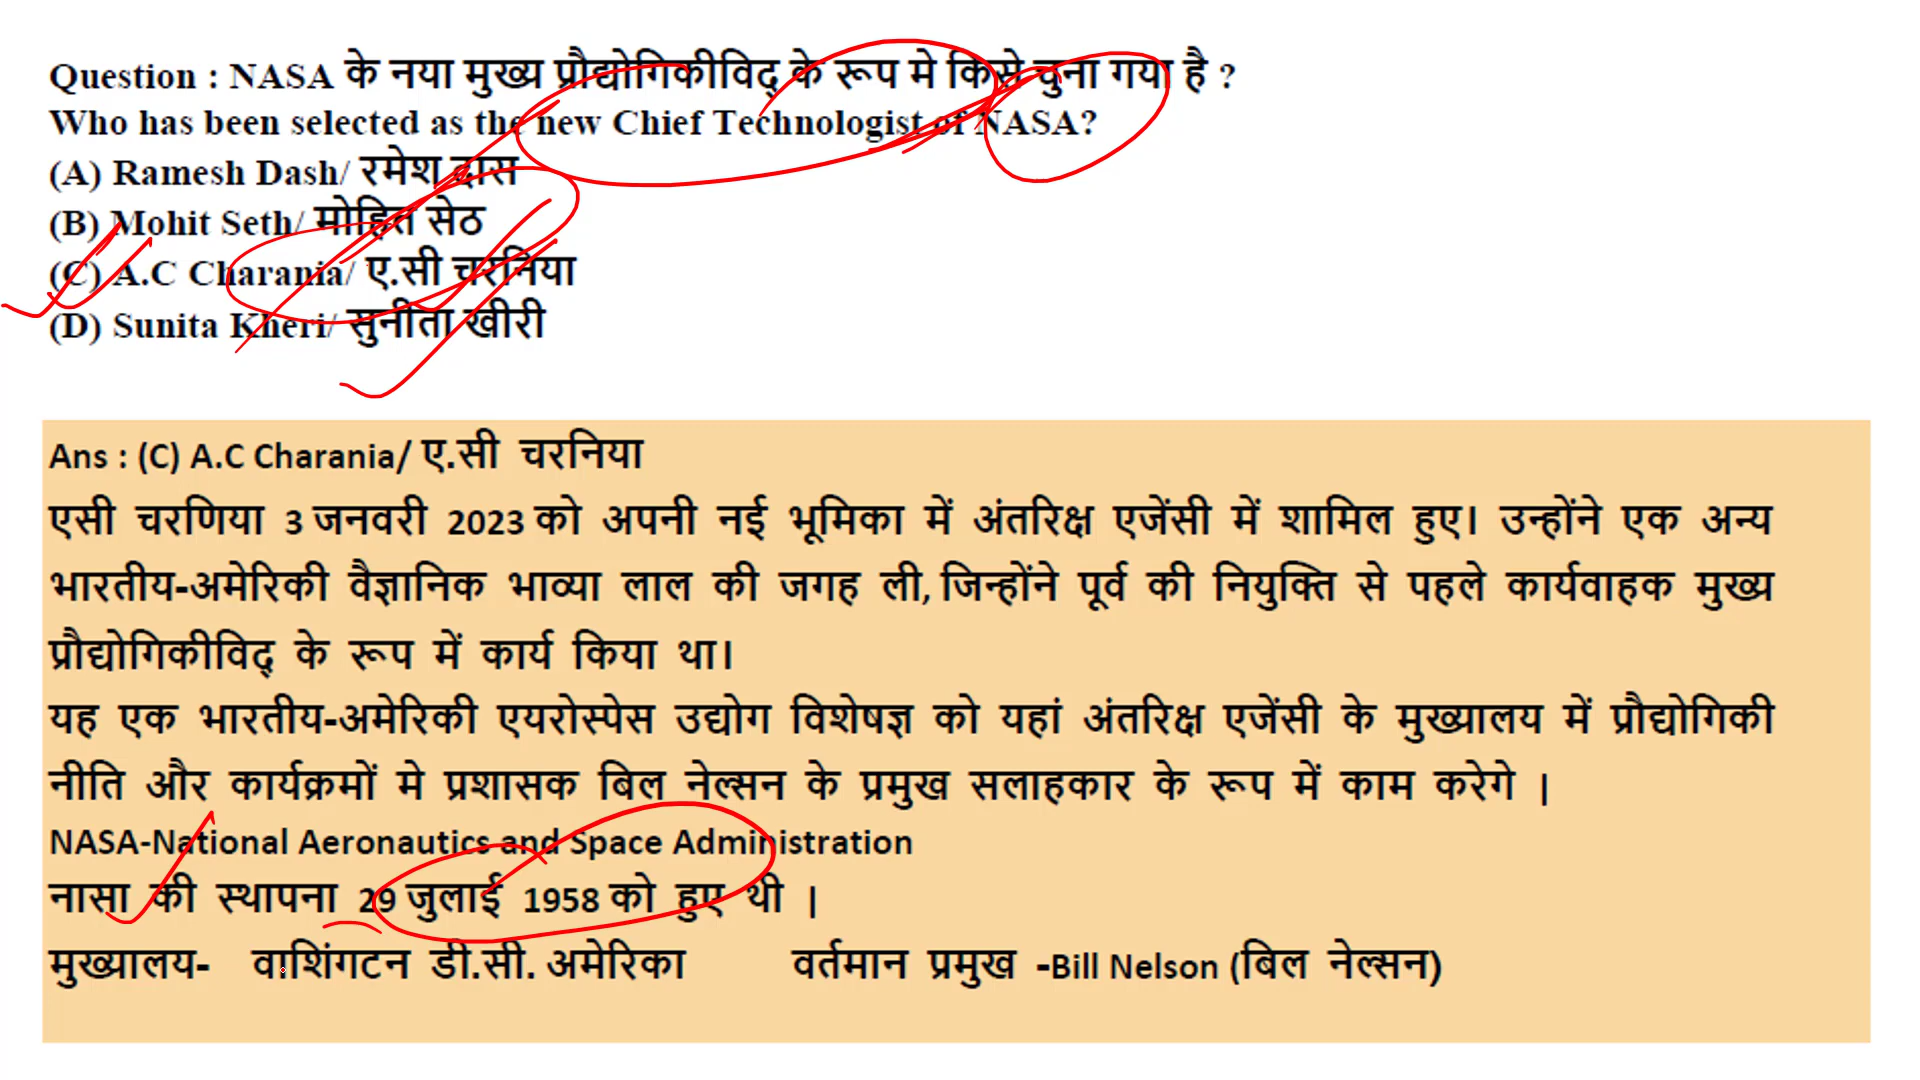 Question : NASA के नया मुख्य प्रौद्योगिकीविद् के रूप मे किसे चुना गया है ?
Who has been selected as the new Chief Technologist of NASA?
(A) Ramesh Dash/ रमेश दास
(B) Mohit Seth/ मोहित सेठ
(C) A.C Charania/ ए.सी चरनिया
(D) Sunita Kheri/ सुनीता खीरी
Ans : (C) A.C Charania/ ए.सी चरनिया
एसी चरणिया 3 जनवरी 2023 को अपनी नई भूमिका में अंतरिक्ष एजेंसी में शामिल हुए। उन्होंने एक अन्य
भारतीय-अमेरिकी वैज्ञानिक भाव्या लाल की जगह ली, जिन्होंने पूर्व की नियुक्ति से पहले कार्यवाहक मुख्य
प्रौद्योगिकीविद् के रूप में कार्य किया था।
यह एक भारतीय-अमेरिकी एयरोस्पेस उद्योग विशेषज्ञ को यहां अंतरिक्ष एजेंसी के मुख्यालय में प्रौद्योगिकी
नीति और कार्यक्रमों मे प्रशासक बिल नेल्सन के प्रमुख सलाहकार के रूप में काम करेगे |
NASA-National Aeronautics and Space Administration
नासा की स्थापना 29 जुलाई 1958 को हुए थी |
मुख्यालय- वाशिंगटन डी.सी. अमेरिका वर्तमान प्रमुख -Bill Nelson (बिल नेल्सन)